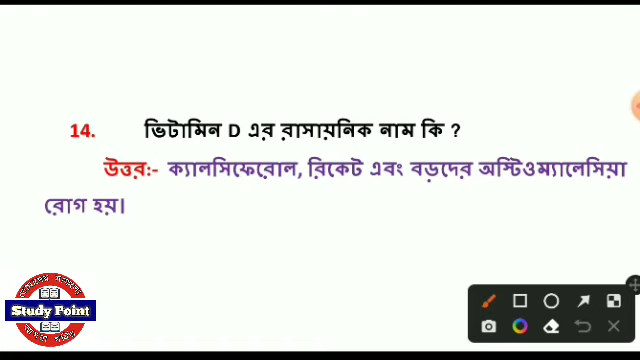 14. ভিটামিন D এর রাসায়নিক নাম কি ?
উত্তর:- ক্যালসিফেরোল, রিকেট এবং বড়দের অস্টিওম্যালেসিয়া
রোগ হয়।
Study Point